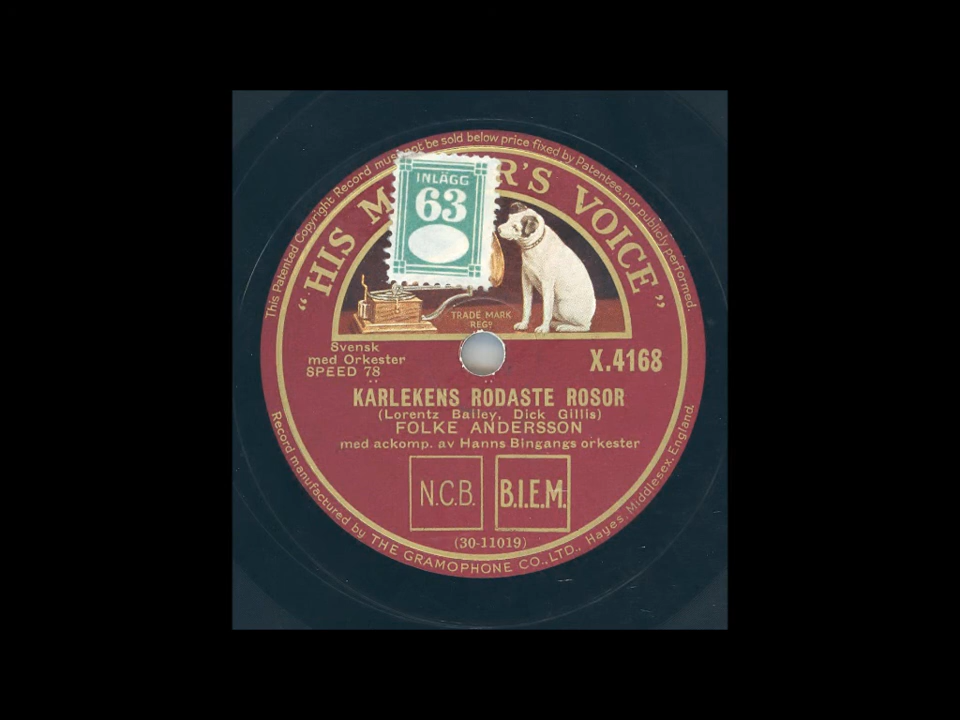 This Patented Copyright Record must not be sold below price fixed by Patentee, nor publicly performed.
"HIS M R'S VOICE"
INLÄGG
63
TRADE MARK
REGD
Svensk
med Orkester
SPEED 78
X.4168
KÄRLEKENS RÖDASTE ROSOR
(Lorentz Bailey, Dick Gillis)
FOLKE ANDERSSON
med ackomp. av Hanns Bingangs orkester
N.C.B.
B.I.E.M.
(30-11019)
Record manufactured by THE GRAMOPHONE CO., LTD., Hayes, Middlesex, England.